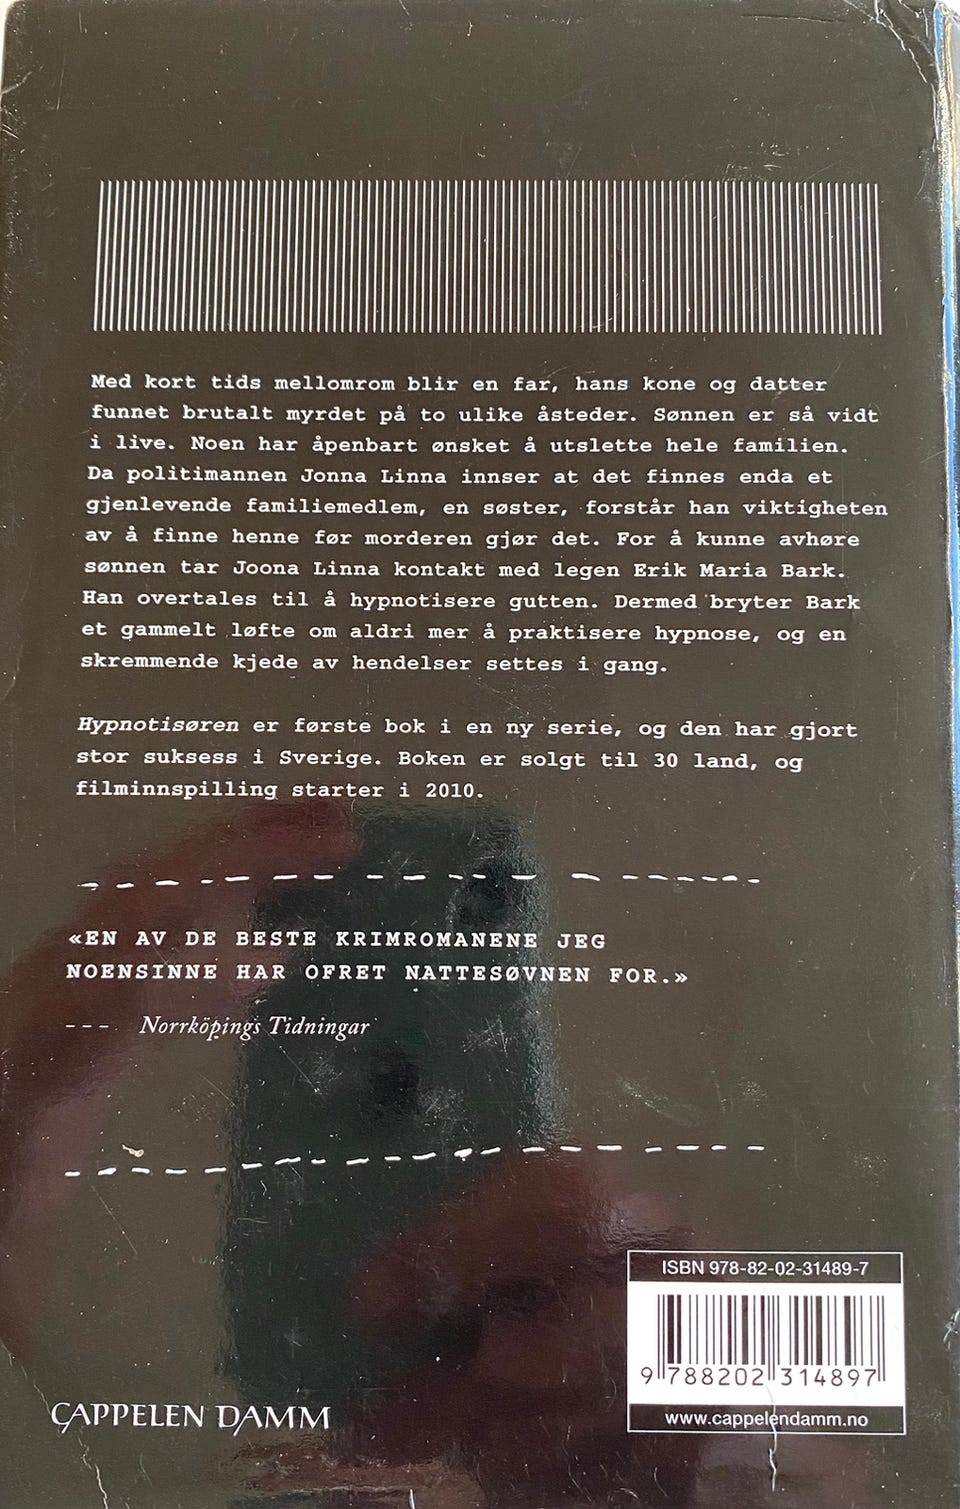 Med kort tids mellomrom blir en far, hans kone og datter
funnet brutalt myrdet på to ulike åsteder. Sønnen er så vidt
i live. Noen har åpenbart ønsket å utslette hele familien.
Da politimannen Jonna Linna innser at det finnes enda et
gjenlevende familiemedlem, en søster, forstår han viktigheten
av å finne henne før morderen gjør det. For å kunne avhøre
sønnen tar Joona Linna kontakt med legen Erik Maria Bark.
Han overtales til å hypnotisere gutten. Dermed bryter Bark
et gammelt løfte om aldri mer å praktisere hypnose, og en
skremmende kjede av hendelser settes i gang.
Hypnotisøren er første bok i en ny serie, og den har gjort
stor suksess i Sverige. Boken er solgt til 30 land, og
filminnspilling starter i 2010.
«EN AV DE BESTE KRIMROMANENE JEG
NOENSINNE HAR OFRET NATTESØVNEN FOR.»
--- Norrköpings Tidningar
ISBN 978-82-02-31489-7
9 788202 314897
www.cappelendamm.no
CAPPELEN DAMM